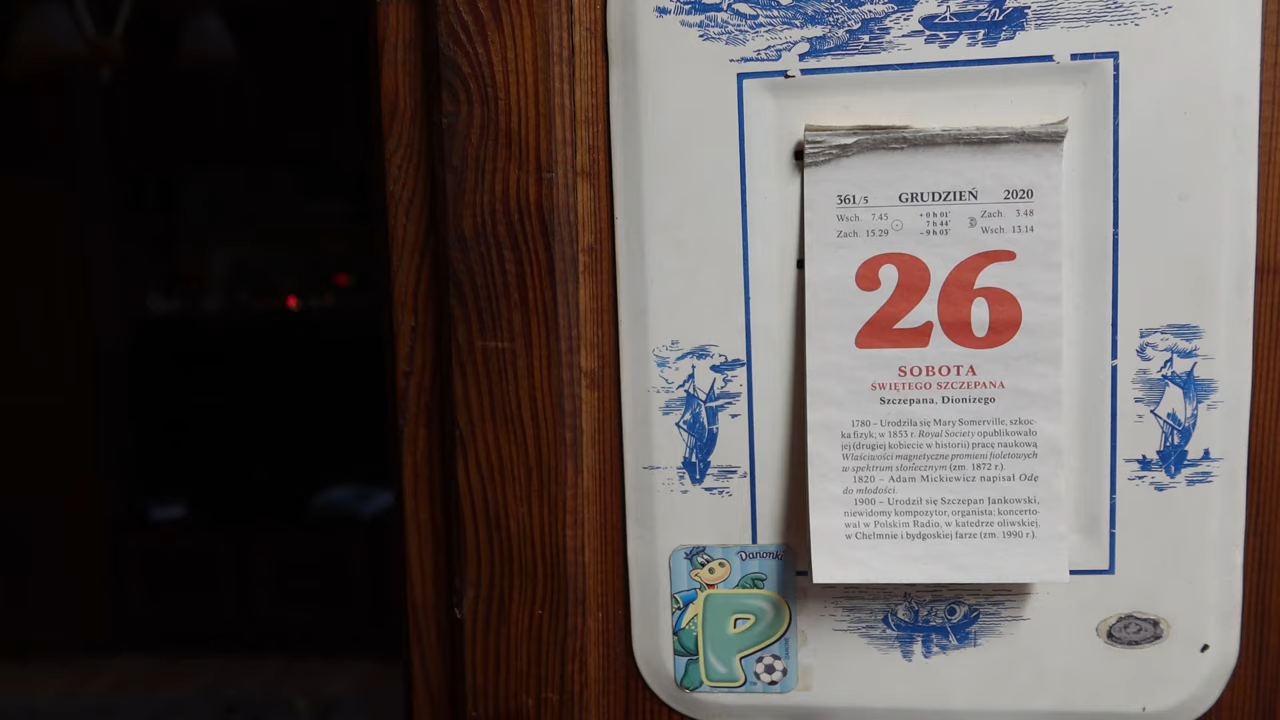 361/5 GRUDZIEŃ 2020
Wsch. 7.45 + 0 h 01' Zach. 3.48
7 h 44'
Zach. 15.29 – 9 h 03' Wsch. 13.14
26
SOBOTA
ŚWIĘTEGO SZCZEPANA
Szczepana, Dionizego
1780 – Urodziła się Mary Somerville, szkoc-
ka fizyk; w 1853 r. Royal Society opublikowało
jej (drugiej kobiecie w historii) pracę naukową
Właściwości magnetyczne promieni fioletowych
w spektrum słonecznym (zm. 1872 r.).
1820 – Adam Mickiewicz napisał Odę
do młodości.
1900 – Urodził się Szczepan Jankowski,
niewidomy kompozytor, organista; koncerto-
wał w Polskim Radio, w katedrze oliwskiej,
w Chełmnie i bydgoskiej farze (zm. 1990 r.).
Danonki
P